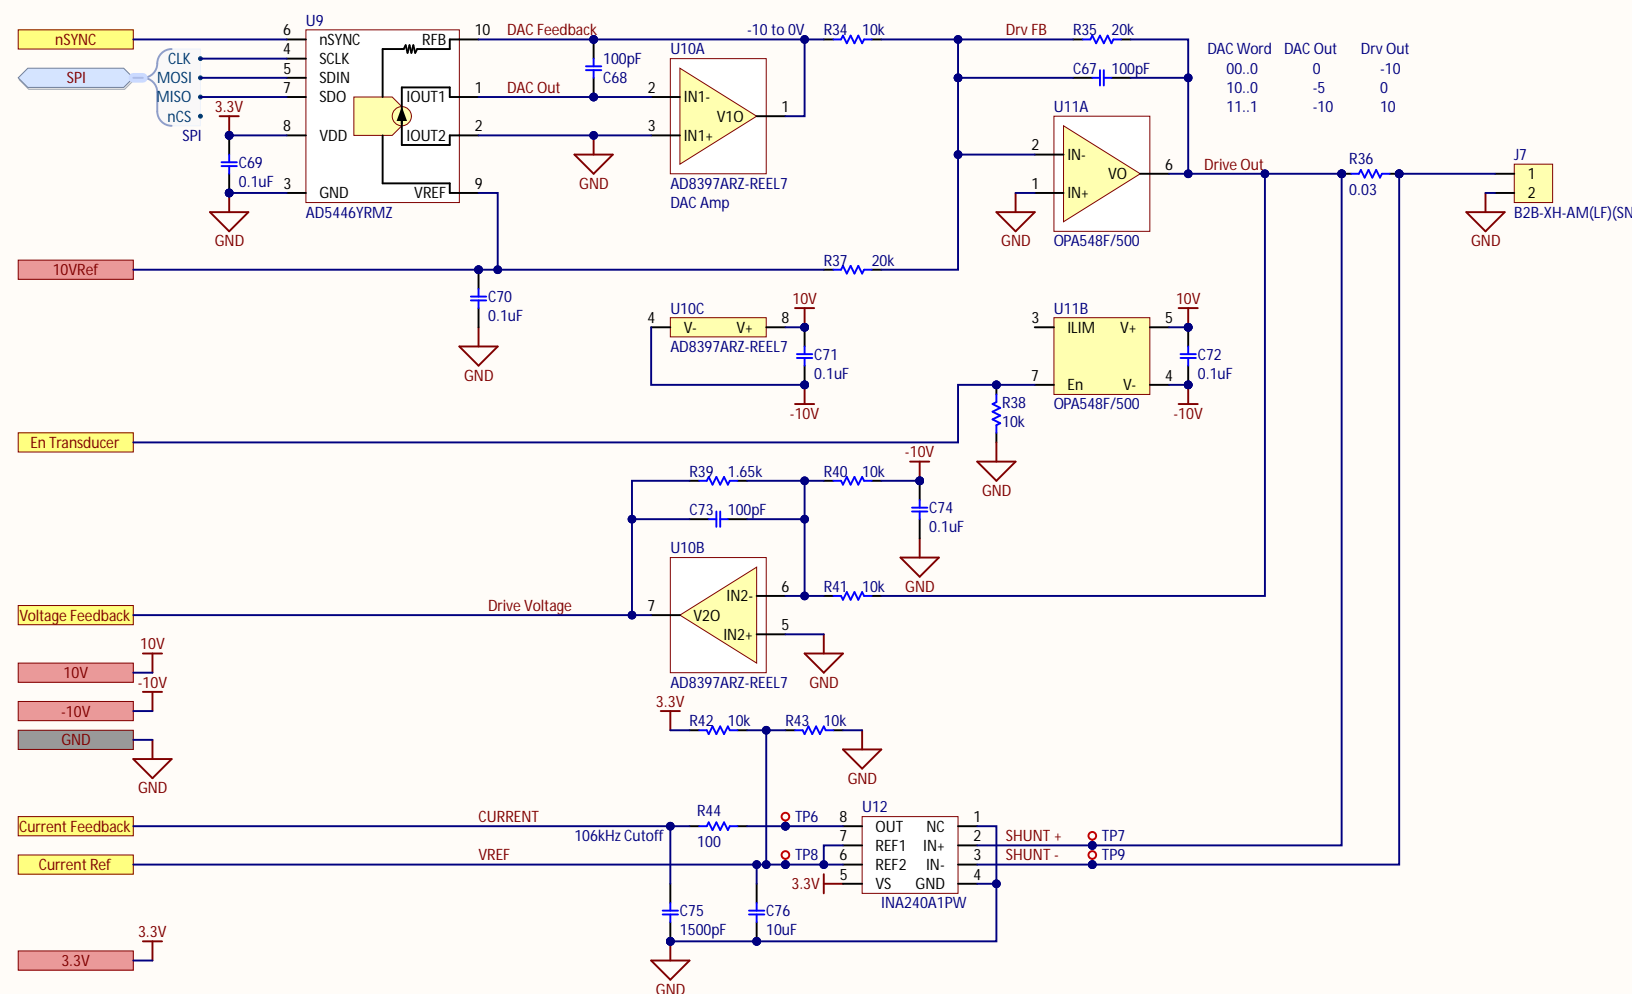 U9
nSYNC
6
nSYNC
RFB
10
DAC Feedback
-10 to 0V
R34
10k
Drv FB
R35
20k
DAC Word
DAC Out
Drv Out
00..0
0
-10
10..0
-5
0
11..1
-10
10
CLK
4
SCLK
SPI
MOSI
5
SDIN
MISO
7
SDO
IOUT1
1
DAC Out
nCS
SPI
3.3V
8
VDD
IOUT2
2
C69
0.1uF
3
GND
VREF
9
AD5446YRMZ
GND
100pF
C68
GND
U10A
2
IN1-
V1O
1
3
IN1+
AD8397ARZ-REEL7
DAC Amp
C67
100pF
U11A
2
IN-
VO
6
1
IN+
OPA548F/500
GND
Drive Out
R36
0.03
J7
1
2
B2B-XH-AM(LF)(SN
GND
10VRef
R37
20k
C70
0.1uF
GND
U10C
4
V-
V+
8
AD8397ARZ-REEL7
10V
C71
0.1uF
-10V
U11B
3
ILIM
V+
5
7
En
V-
4
OPA548F/500
10V
C72
0.1uF
-10V
R38
10k
GND
En Transducer
R39
1.65k
R40
10k
-10V
C73
100pF
C74
0.1uF
GND
U10B
IN2-
6
R41
10k
V2O
7
IN2+
5
GND
AD8397ARZ-REEL7
Voltage Feedback
Drive Voltage
10V
10V
-10V
-10V
GND
GND
3.3V
R42
10k
R43
10k
GND
Current Feedback
CURRENT
106kHz Cutoff
R44
100
TP6
U12
8
OUT
NC
1
7
REF1
IN+
2
SHUNT +
TP7
Current Ref
VREF
TP8
6
REF2
IN-
3
SHUNT -
TP9
3.3V
5
VS
GND
4
INA240A1PW
C75
1500pF
C76
10uF
GND
3.3V
3.3V